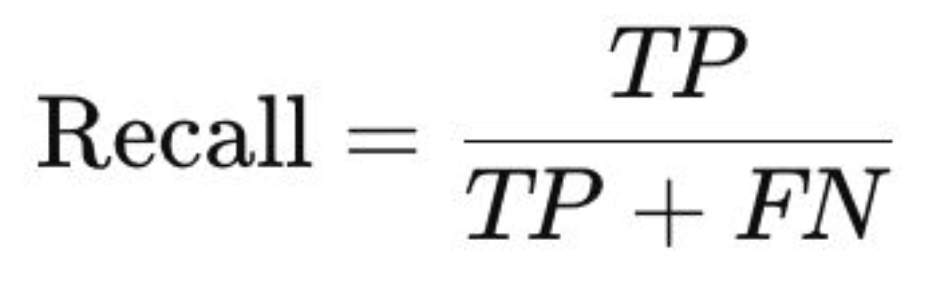 Recall = TP / TP + FN